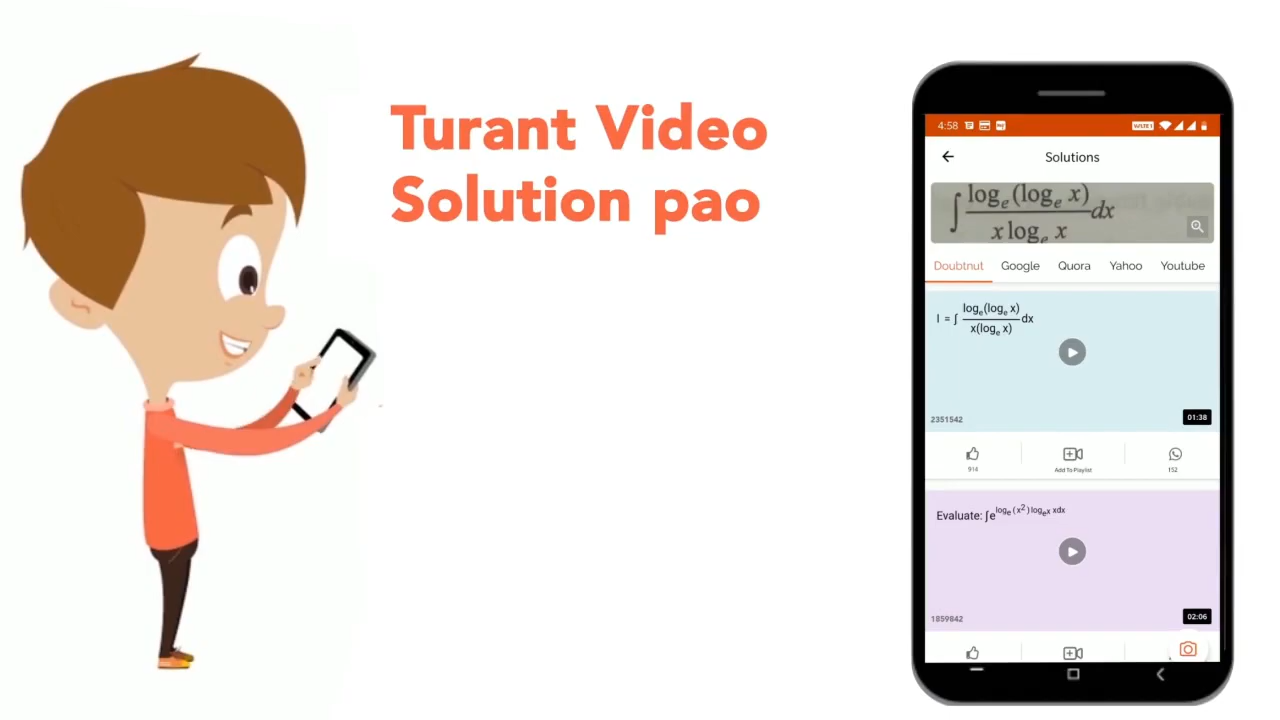 Turant Video
Solution pao
4:58
Solutions
∫ logₑ (logₑ x) / x logₑ x dx
Doubtnut Google Quora Yahoo Youtube
I = ∫ logₑ(logₑ x) / x(logₑ x) dx
2351542 01:38
914 Add To Playlist 152
Evaluate: ∫e^logₑ (x²) logₑx xdx
1859842 02:06